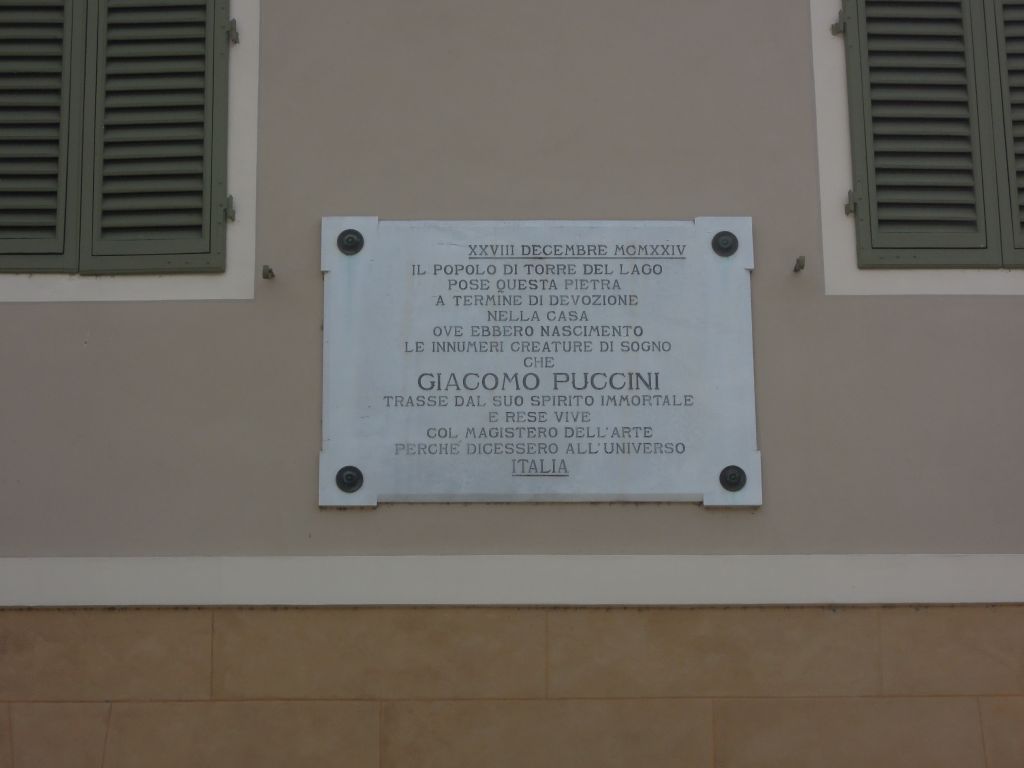 XXVIII DECEMBRE MCMXXIV
IL POPOLO DI TORRE DEL LAGO
POSE QUESTA PIETRA
A TERMINE DI DEVOZIONE
NELLA CASA
OVE EBBERO NASCIMENTO
LE INNUMERI CREATURE DI SOGNO
CHE
GIACOMO PUCCINI
TRASSE DAL SUO SPIRITO IMMORTALE
E RESE VIVE
COL MAGISTERO DELL'ARTE
PERCHÈ DICESSERO ALL'UNIVERSO
ITALIA